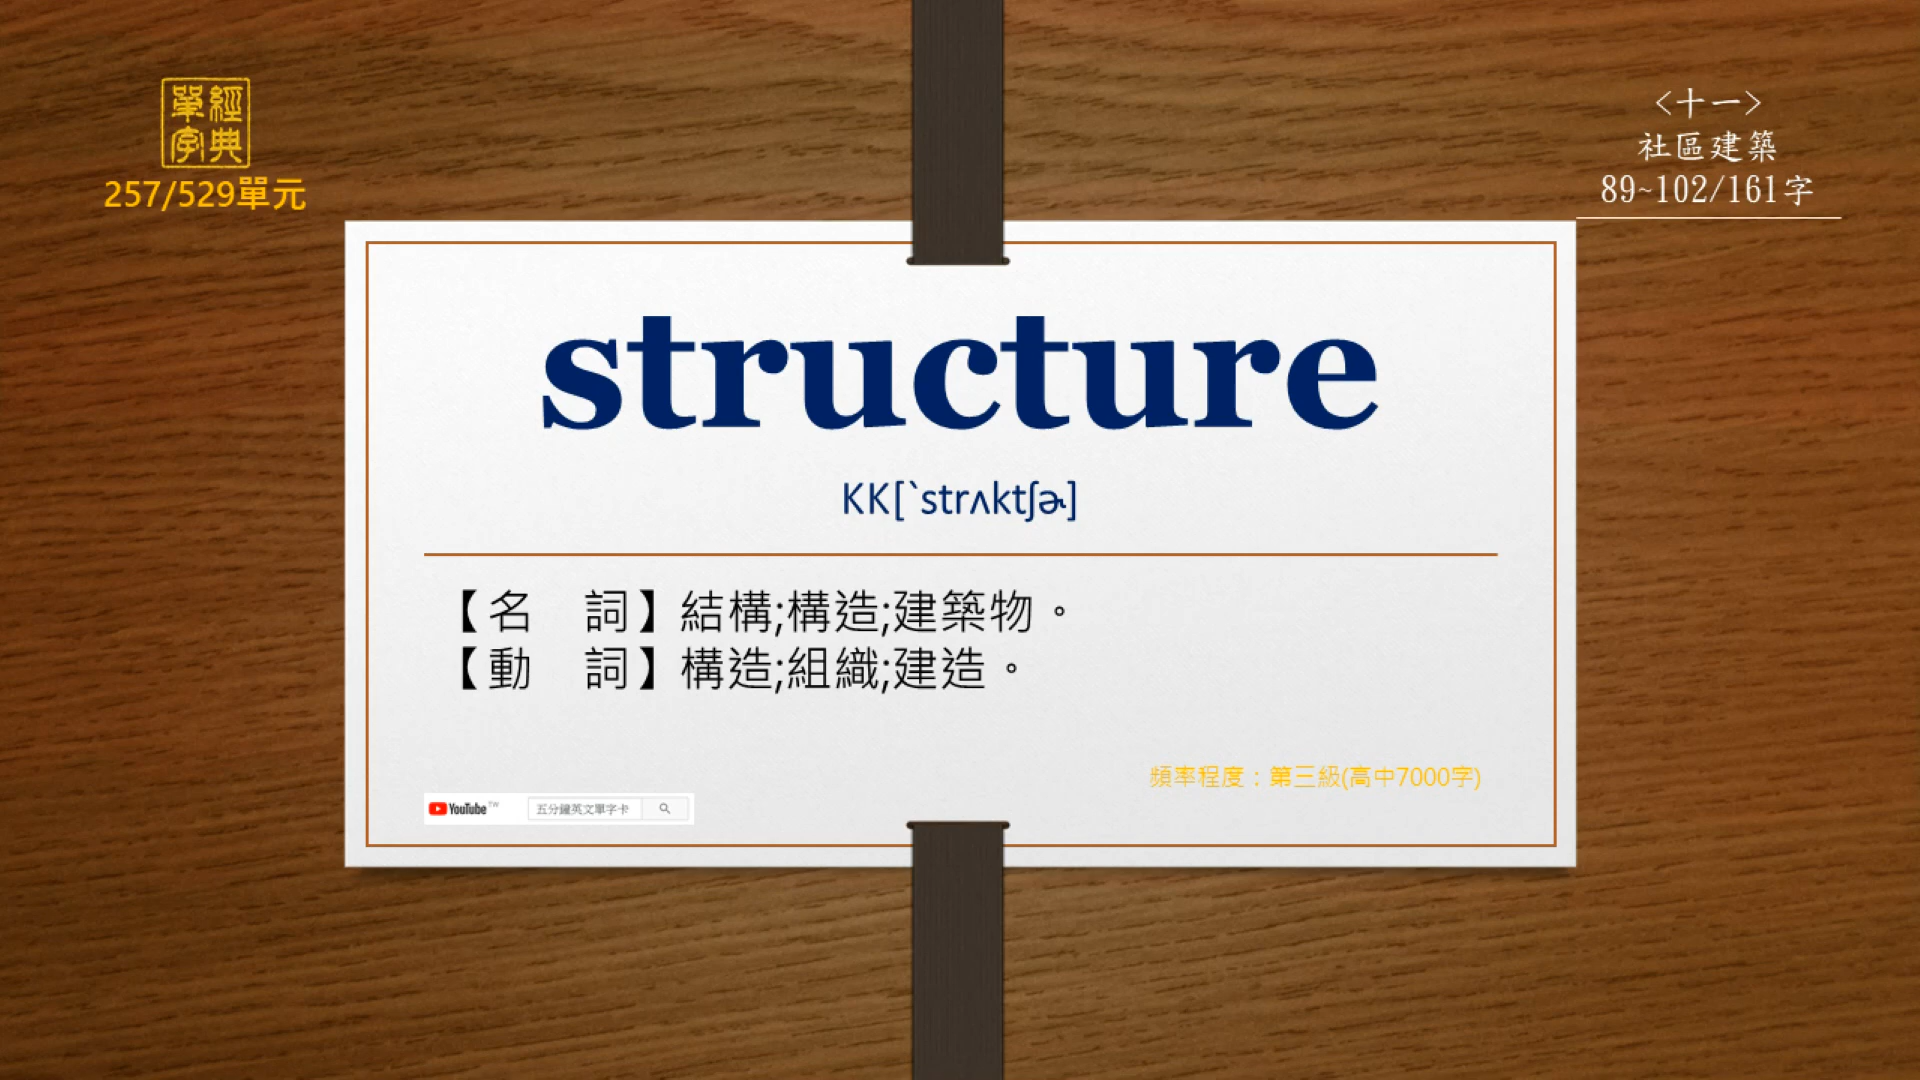 經典
單字
257/529單元
<十一>
社區建築
89~102/161字
structure
KK[ˋstrʌktʃɚ]
【名　詞】結構;構造;建築物。
【動　詞】構造;組織;建造。
頻率程度：第三級(高中7000字)
YouTube TW 五分鐘英文單字卡